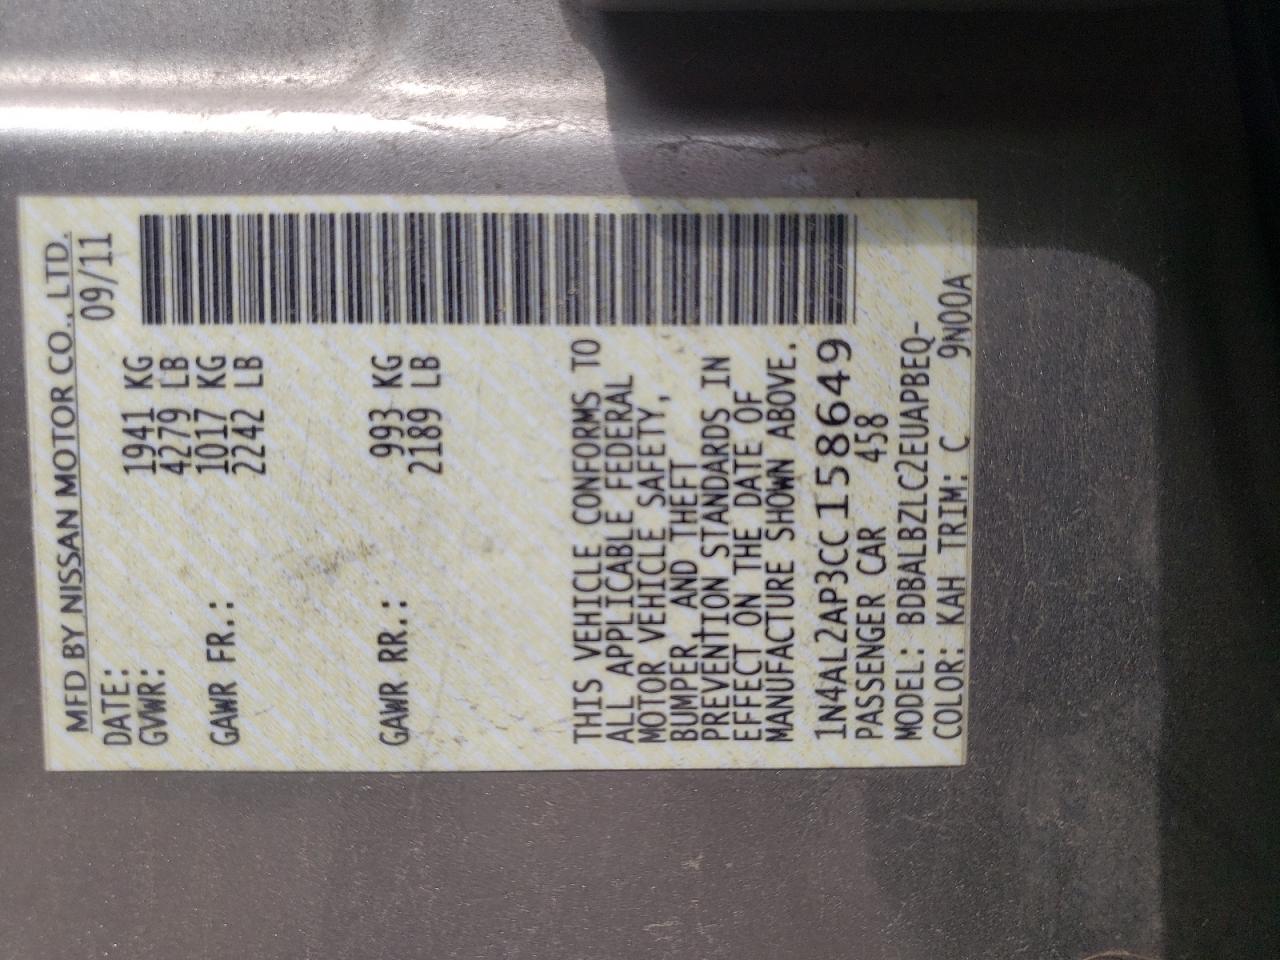 MFD BY NISSAN MOTOR CO., LTD.
DATE: 09/11
GVWR: 1941 KG
4279 LB
GAWR FR.: 1017 KG
2242 LB
GAWR RR.: 993 KG
2189 LB
THIS VEHICLE CONFORMS TO
ALL APPLICABLE FEDERAL
MOTOR VEHICLE SAFETY,
BUMPER AND THEFT
PREVENTION STANDARDS IN
EFFECT ON THE DATE OF
MANUFACTURE SHOWN ABOVE.
1N4AL2AP3CC158649
PASSENGER CAR 458
MODEL: BDBALBZLC2EUAPBEQ-
COLOR: KAH TRIM: C 9N00A